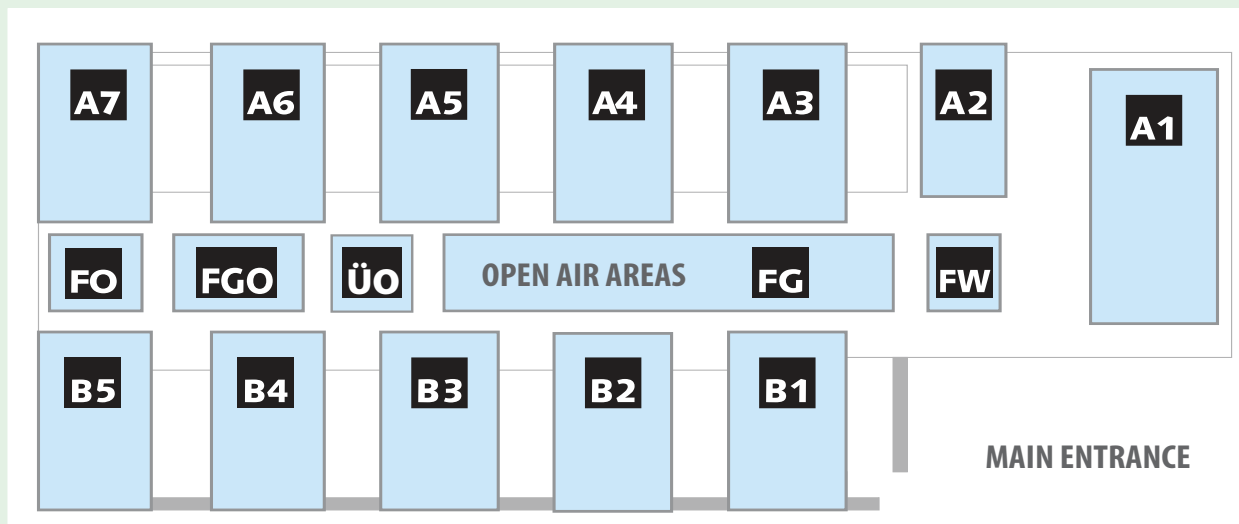 A7 A6 A5 A4 A3 A2 A1
FO FGO ÜO OPEN AIR AREAS FG FW
B5 B4 B3 B2 B1
MAIN ENTRANCE